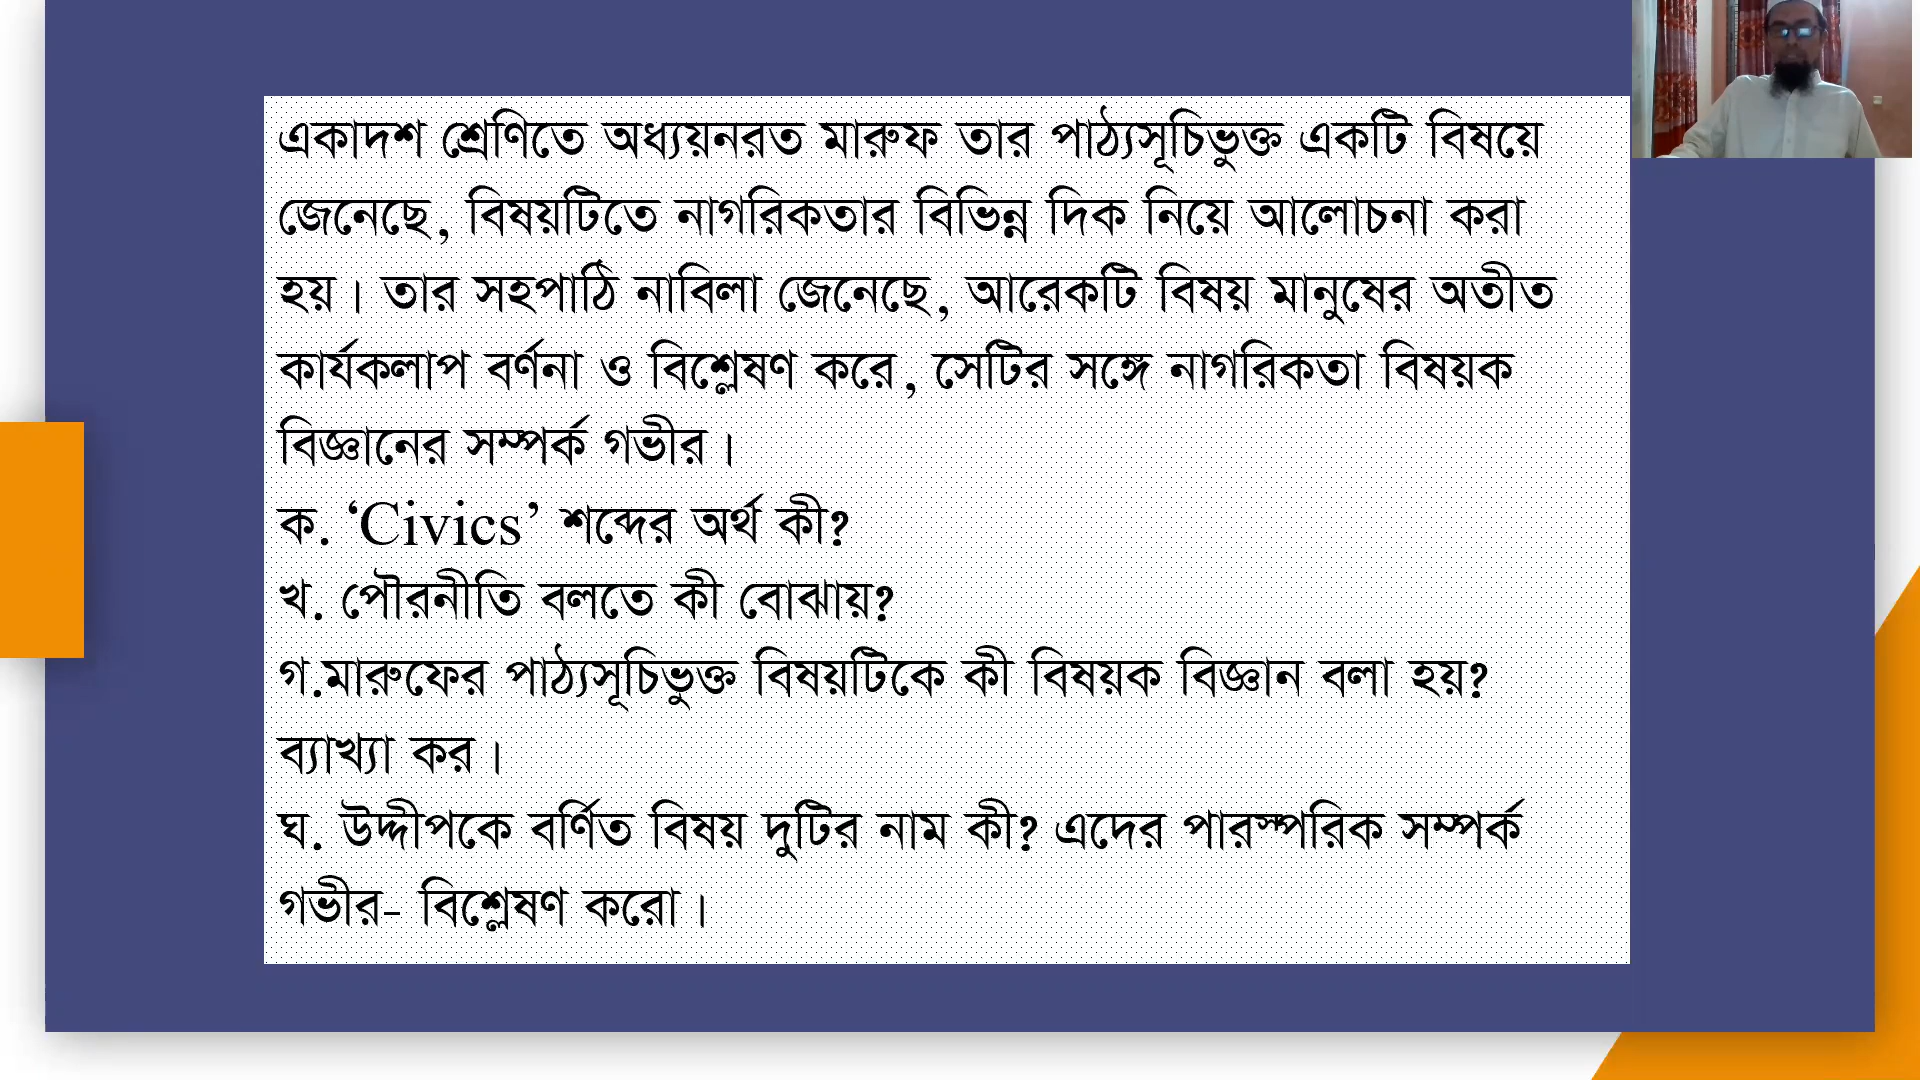 একাদশ শ্রেণিতে অধ্যয়নরত মারুফ তার পাঠ্যসূচিভুক্ত একটি বিষয়ে
জেনেছে, বিষয়টিতে নাগরিকতার বিভিন্ন দিক নিয়ে আলোচনা করা
হয়। তার সহপাঠি নাবিলা জেনেছে, আরেকটি বিষয় মানুষের অতীত
কার্যকলাপ বর্ণনা ও বিশ্লেষণ করে, সেটির সঙ্গে নাগরিকতা বিষয়ক
বিজ্ঞানের সম্পর্ক গভীর।
ক. ‘Civics’ শব্দের অর্থ কী?
খ. পৌরনীতি বলতে কী বোঝায়?
গ.মারুফের পাঠ্যসূচিভুক্ত বিষয়টিকে কী বিষয়ক বিজ্ঞান বলা হয়?
ব্যাখ্যা কর।
ঘ. উদ্দীপকে বর্ণিত বিষয় দুটির নাম কী? এদের পারস্পরিক সম্পর্ক
গভীর- বিশ্লেষণ করো।